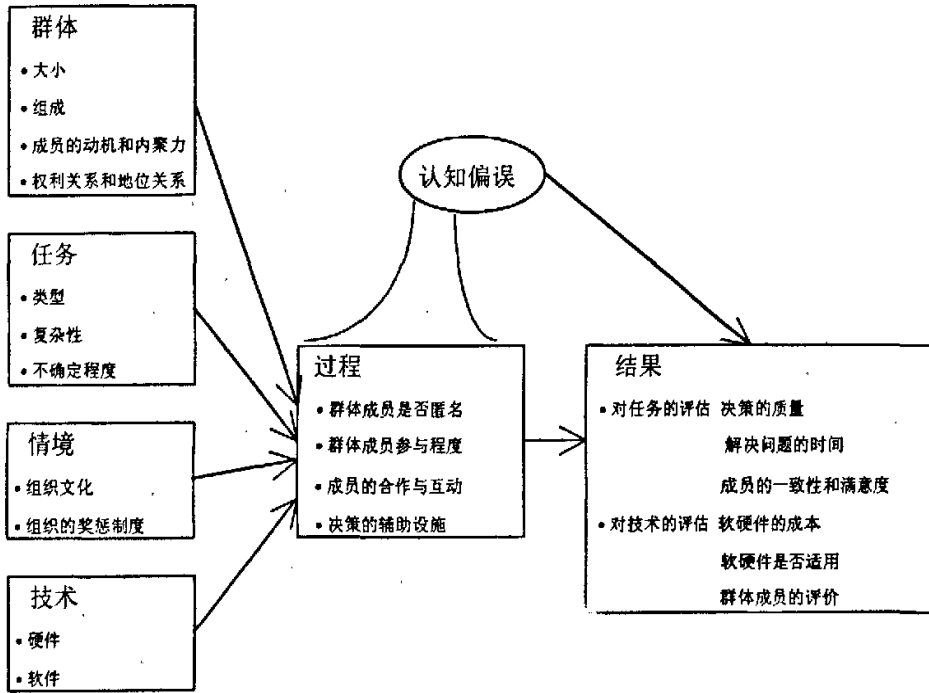 群体
• 大小
• 组成
• 成员的动机和内聚力
• 权利关系和地位关系
任务
• 类型
• 复杂性
• 不确定程度
情境
• 组织文化
• 组织的奖惩制度
技术
• 硬件
• 软件
认知偏误
过程
• 群体成员是否匿名
• 群体成员参与程度
• 成员的合作与互动
• 决策的辅助设施
结果
• 对任务的评估 决策的质量
解决问题的时间
成员的一致性和满意度
• 对技术的评估 软硬件的成本
软硬件是否适用
群体成员的评价